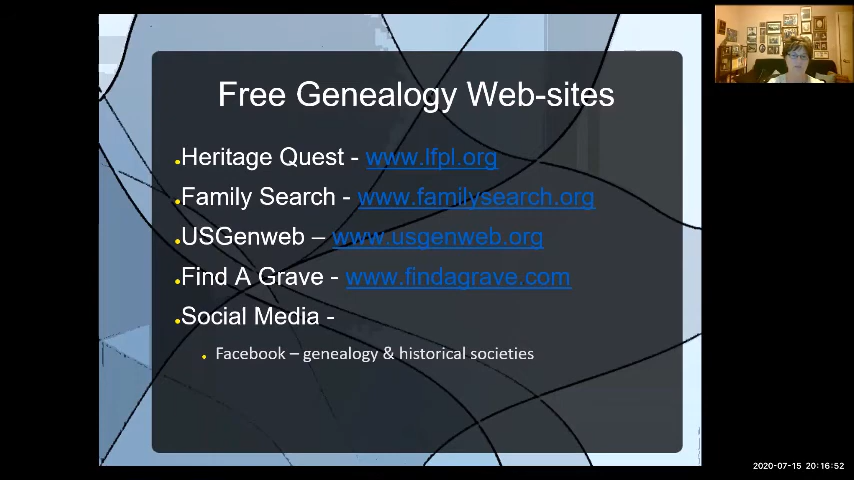 Free Genealogy Web-sites
Heritage Quest - www.lfpl.org
Family Search - www.familysearch.org
USGenweb – www.usgenweb.org
Find A Grave - www.findagrave.com
Social Media -
Facebook – genealogy & historical societies
2020-07-15 20:16:52